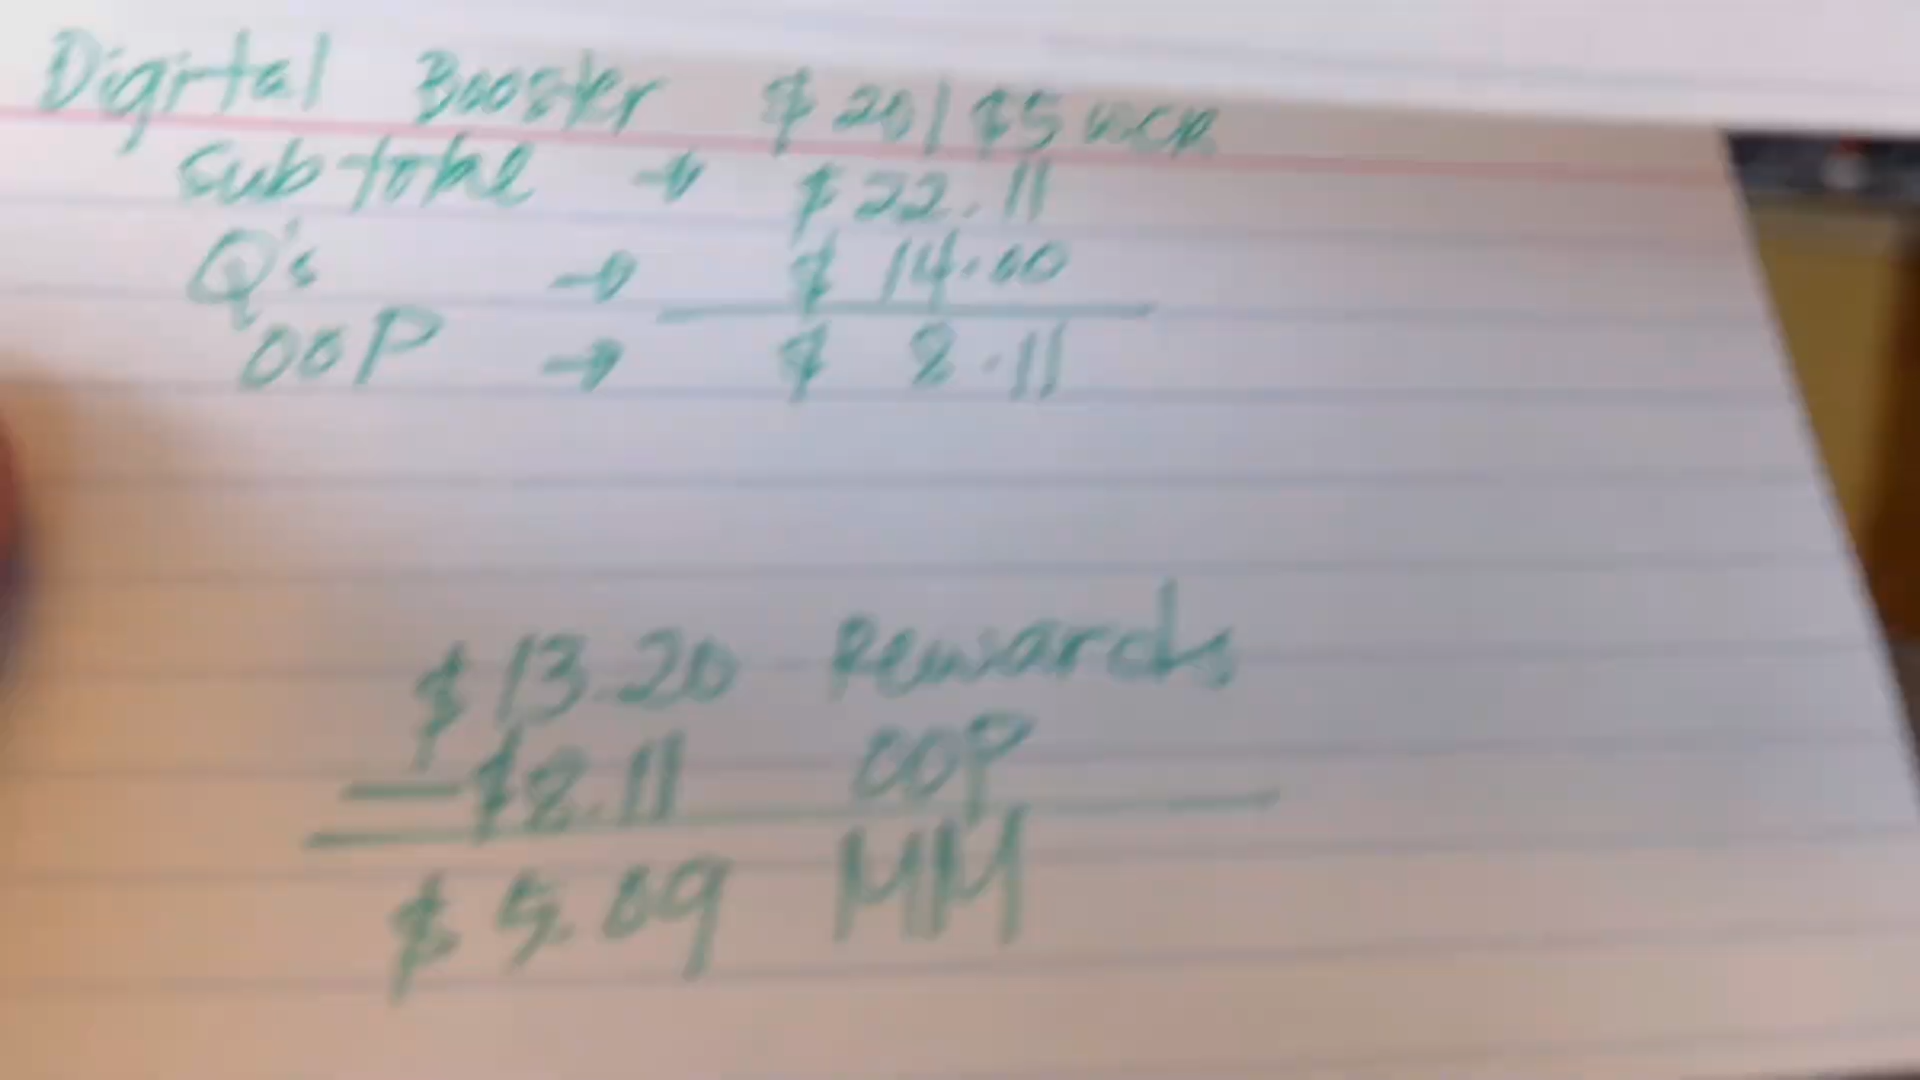 Digital Booster $20/$5 WCR
Subtotal → $22.11
Q's → $14.00
OOP → $8.11
$13.20 Rewards
- $8.11 OOP
$5.09 MM